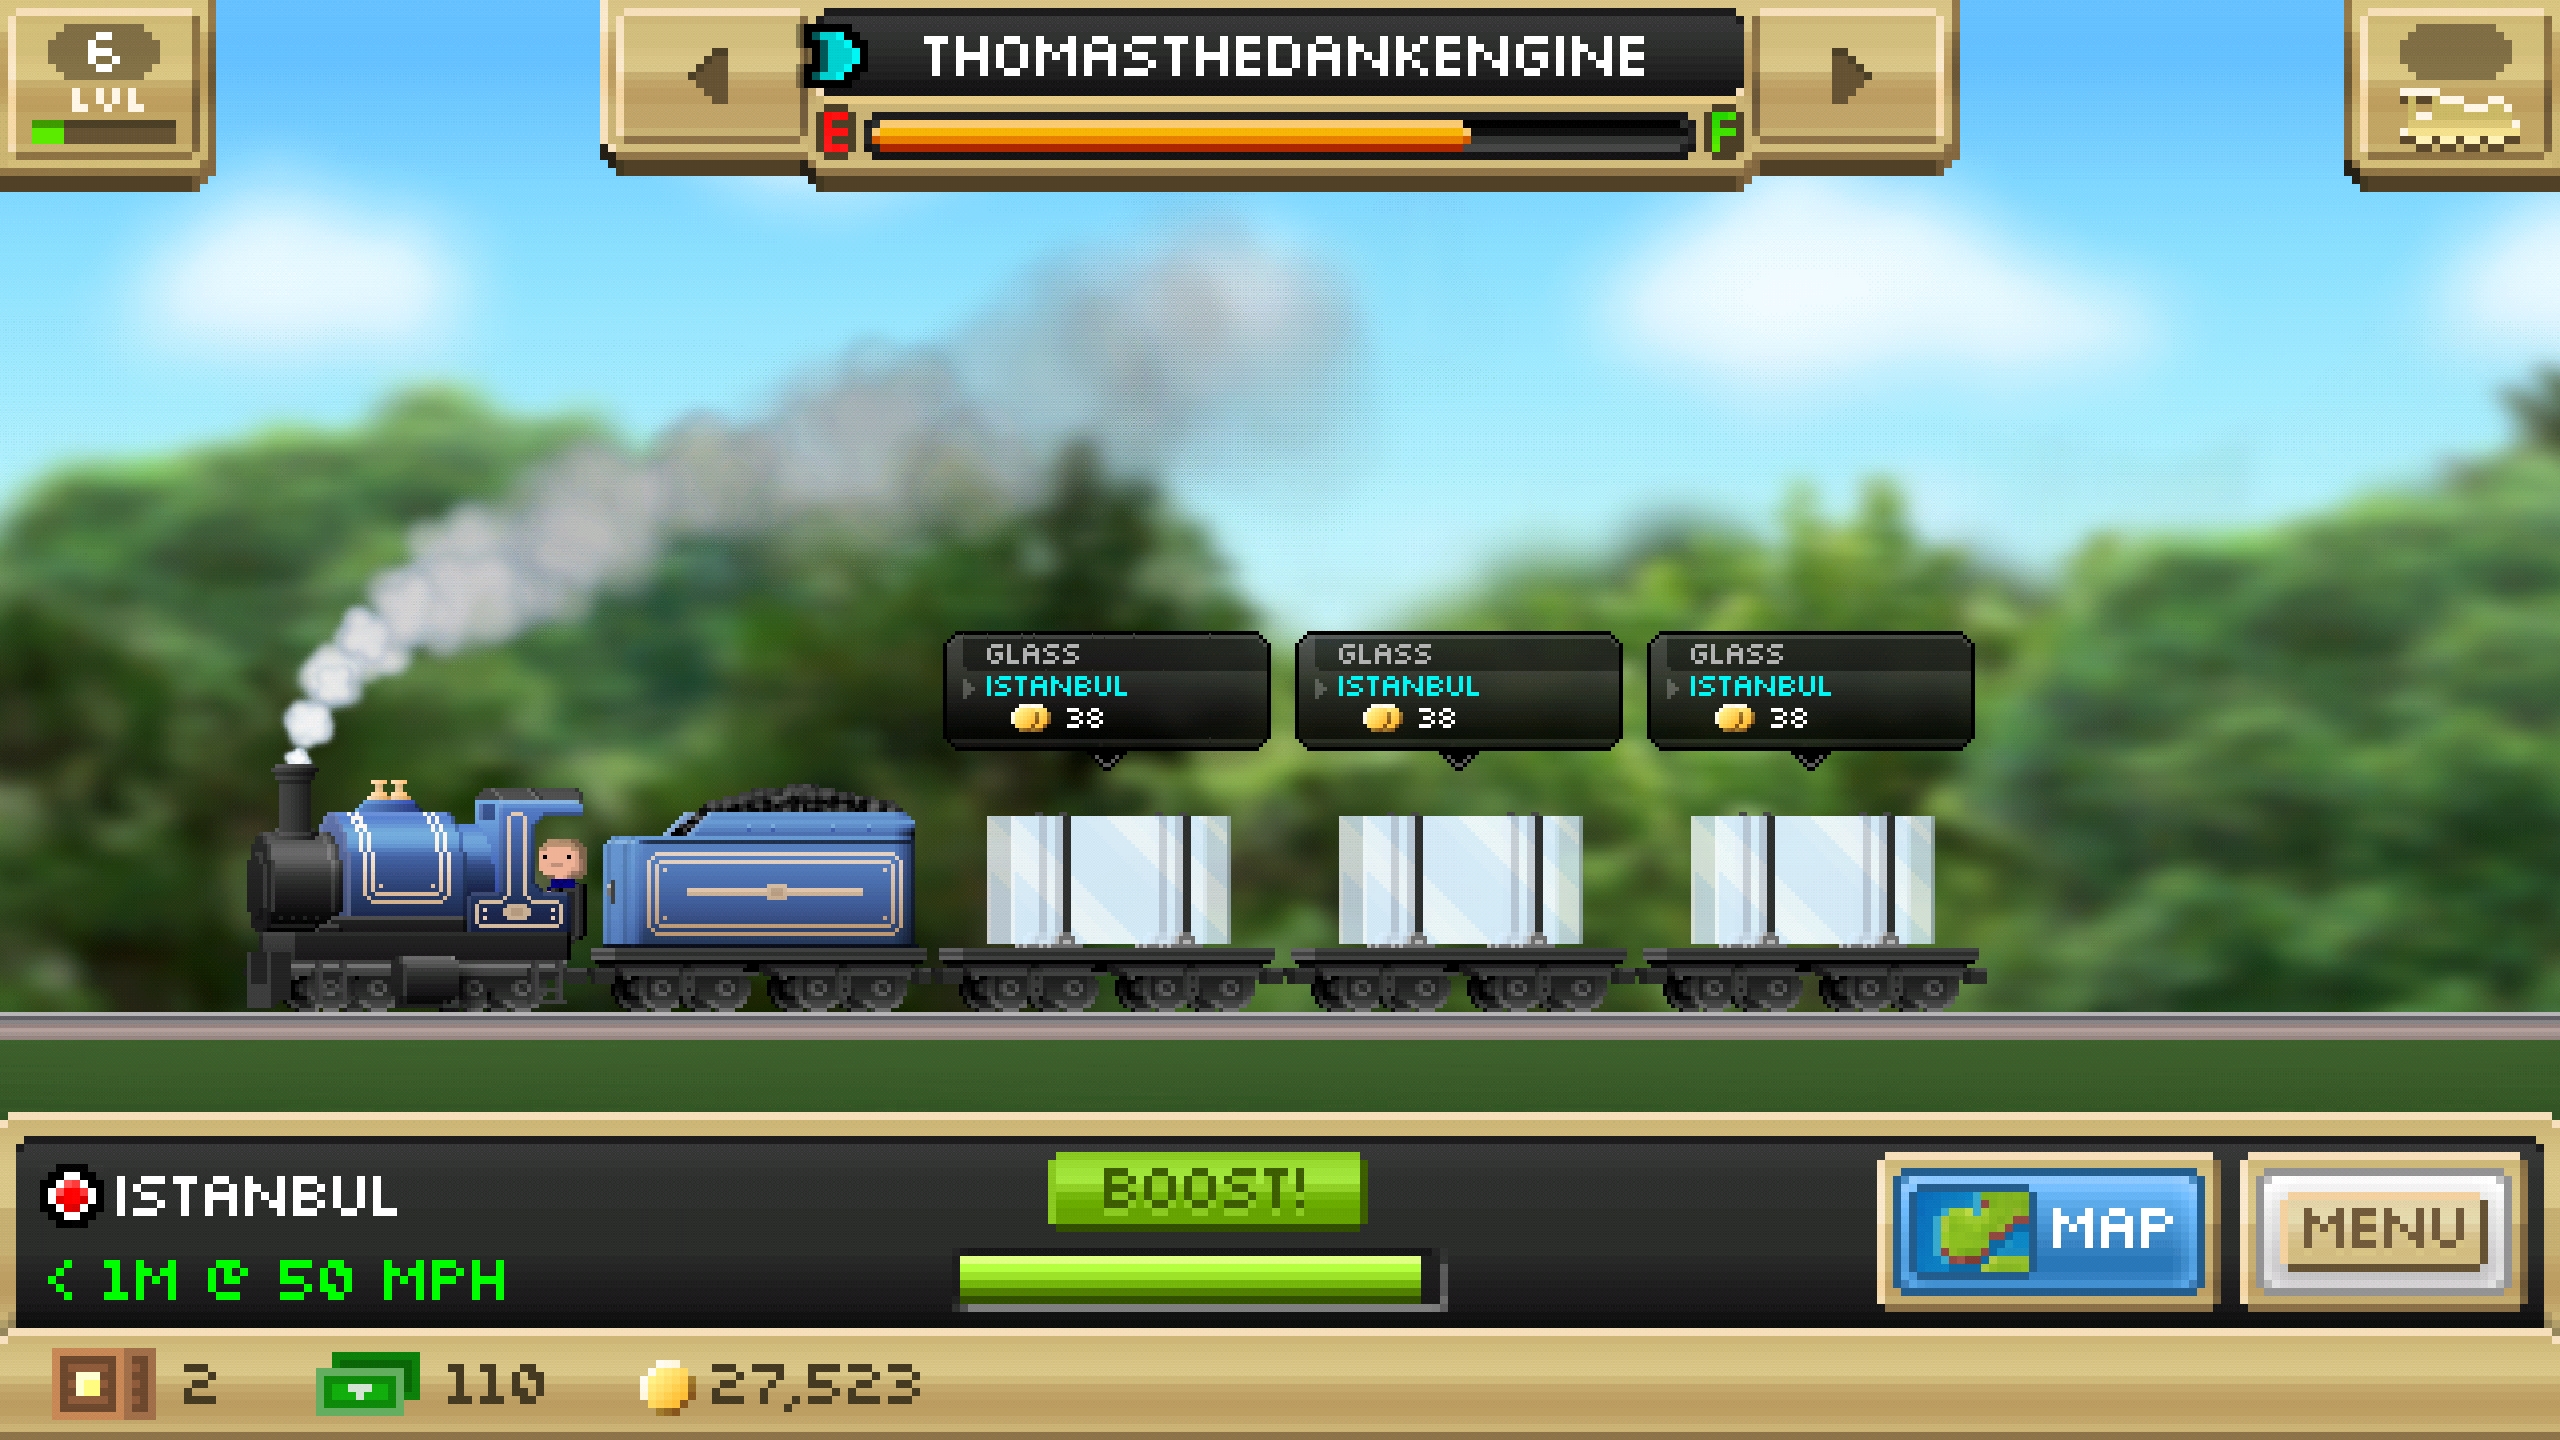 6
LVL
THOMASTHEDANKENGINE
E F
GLASS
ISTANBUL
38
GLASS
ISTANBUL
38
GLASS
ISTANBUL
38
ISTANBUL
< 1M @ 50 MPH
BOOST!
MAP
MENU
2 110 27,523